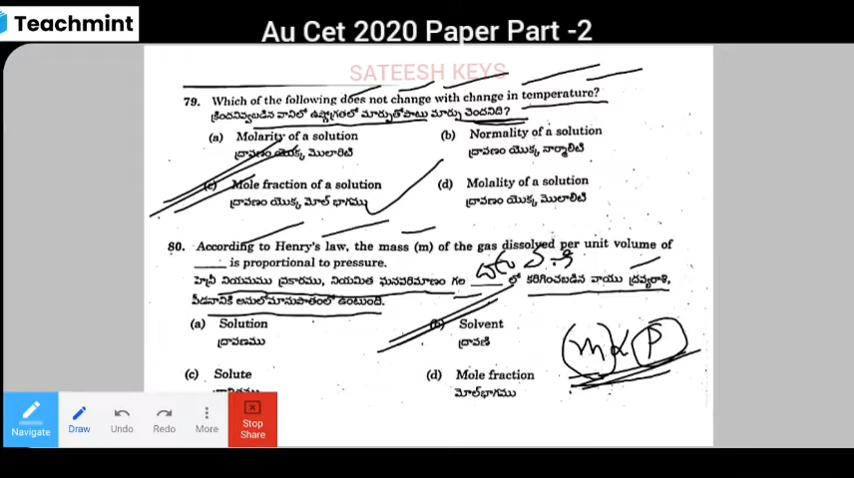 Teachmint
Au Cet 2020 Paper Part -2
SATEESH KEYS
79. Which of the following does not change with change in temperature?
క్రిందనివ్వబడిన వానిలో ఉష్ణోగ్రతలో మార్పుతోపాటు మార్పు చెందనిది?
(a) Molarity of a solution
ద్రావణం యొక్క మొలారిటి
(b) Normality of a solution
ద్రావణం యొక్క నార్మాలిటి
(c) Mole fraction of a solution
ద్రావణం యొక్క మోల్ భాగము
(d) Molality of a solution
ద్రావణం యొక్క మొలాలిటి
80. According to Henry's law, the mass (m) of the gas dissolved per unit volume of
____ is proportional to pressure.
హెన్రీ నియమము ప్రకారము, నియమిత ఘనపరిమాణం గల ____ లో కరిగించబడిన వాయు ద్రవ్యరాశి,
పీడనానికి అనులోమానుపాతంలో ఉంటుంది.
(a) Solution
ద్రావణము
(b) Solvent
ద్రావణి
(c) Solute
(d) Mole fraction
మోల్‌భాగము
(m) ∝ P
Navigate
Draw
Undo
Redo
More
Stop
Share